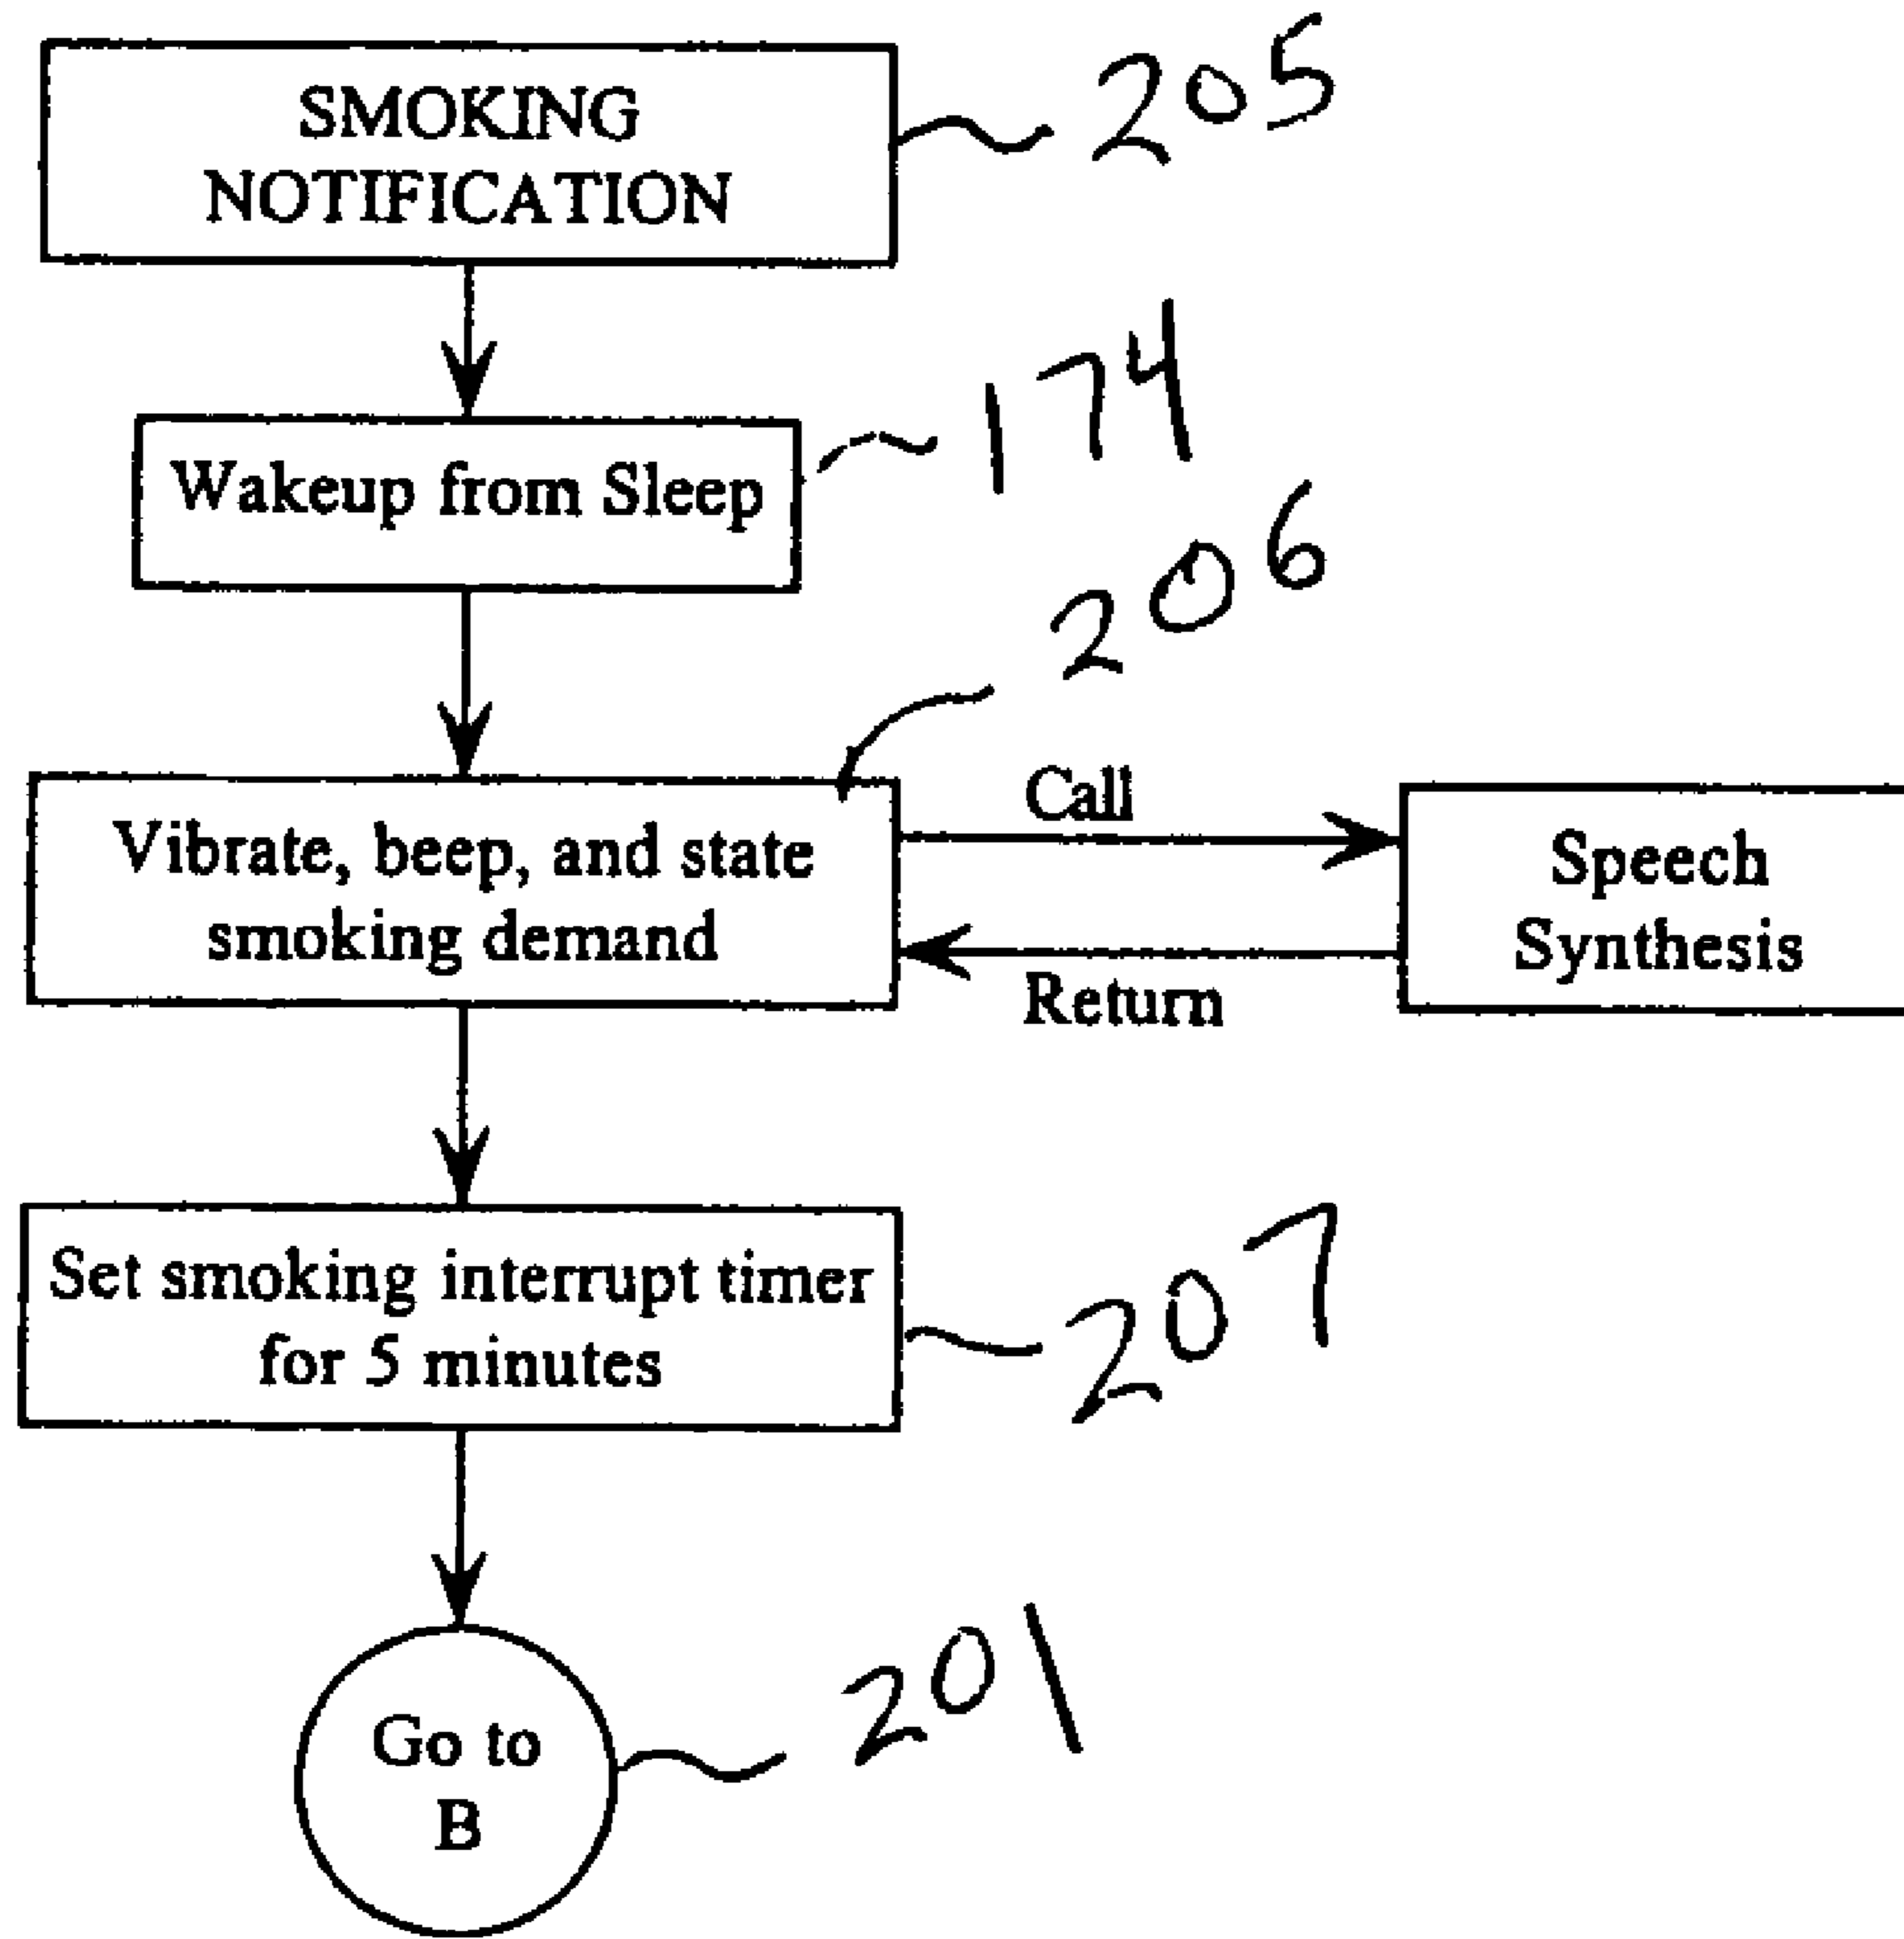 SMOKING
NOTIFICATION
205
Wakeup from Sleep
174
206
Vibrate, beep, and state
smoking demand
Call
Return
Speech
Synthesis
Set smoking interrupt timer
for 5 minutes
207
Go to
B
201